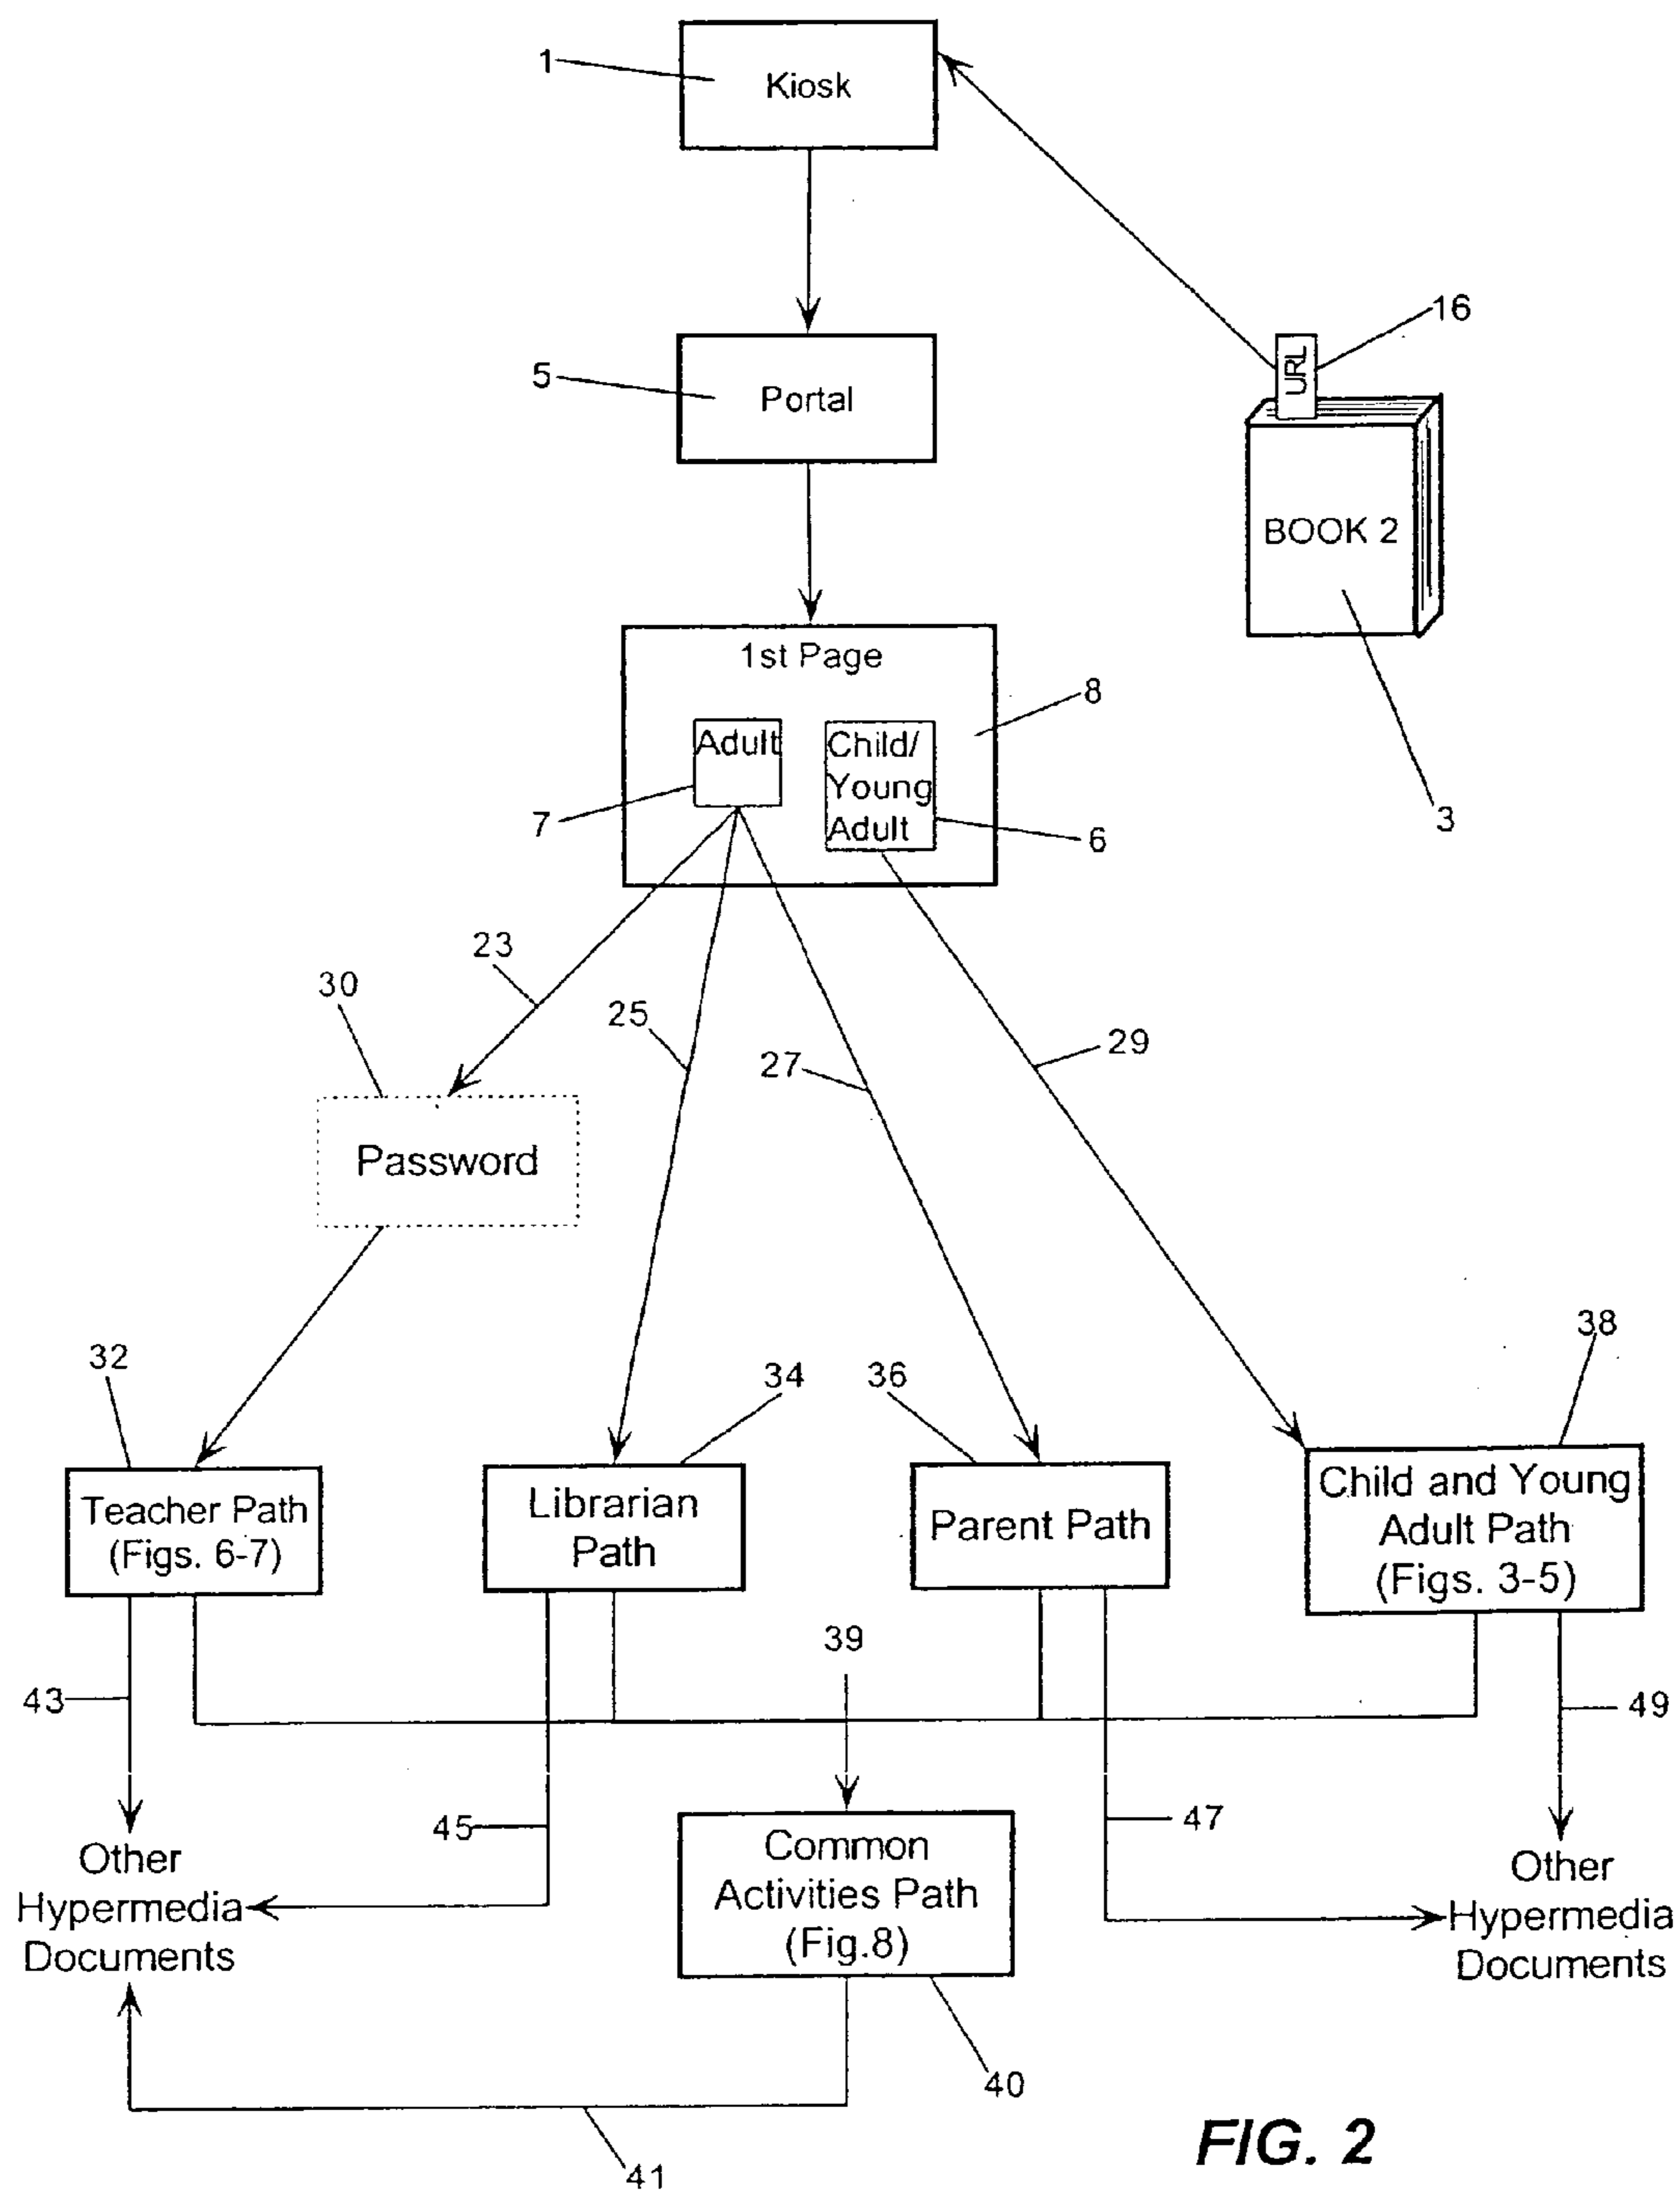 1
Kiosk
16
URL
5
Portal
BOOK 2
1st Page
8
Adult
Child/
Young
Adult
7
6
3
23
30
25
27
29
Password
38
32
34
36
Teacher Path
(Figs. 6-7)
Librarian
Path
Parent Path
Child and Young
Adult Path
(Figs. 3-5)
39
43
49
45
47
Other
Hypermedia
Documents
Common
Activities Path
(Fig.8)
Other
Hypermedia
Documents
40
41
FIG. 2